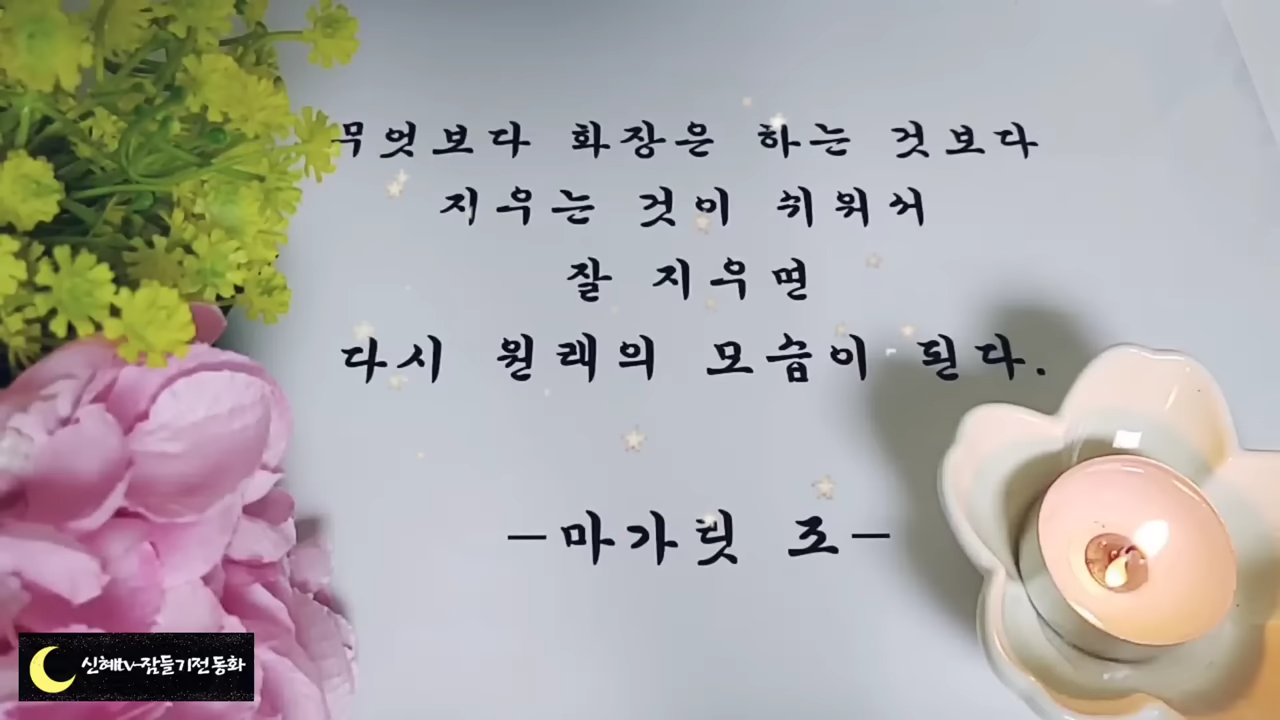 무엇보다 화장은 하는 것보다
지우는 것이 쉬워서
잘 지우면
다시 원래의 모습이 된다.
-마가릿 조-
신혜tv-잠들기전 동화